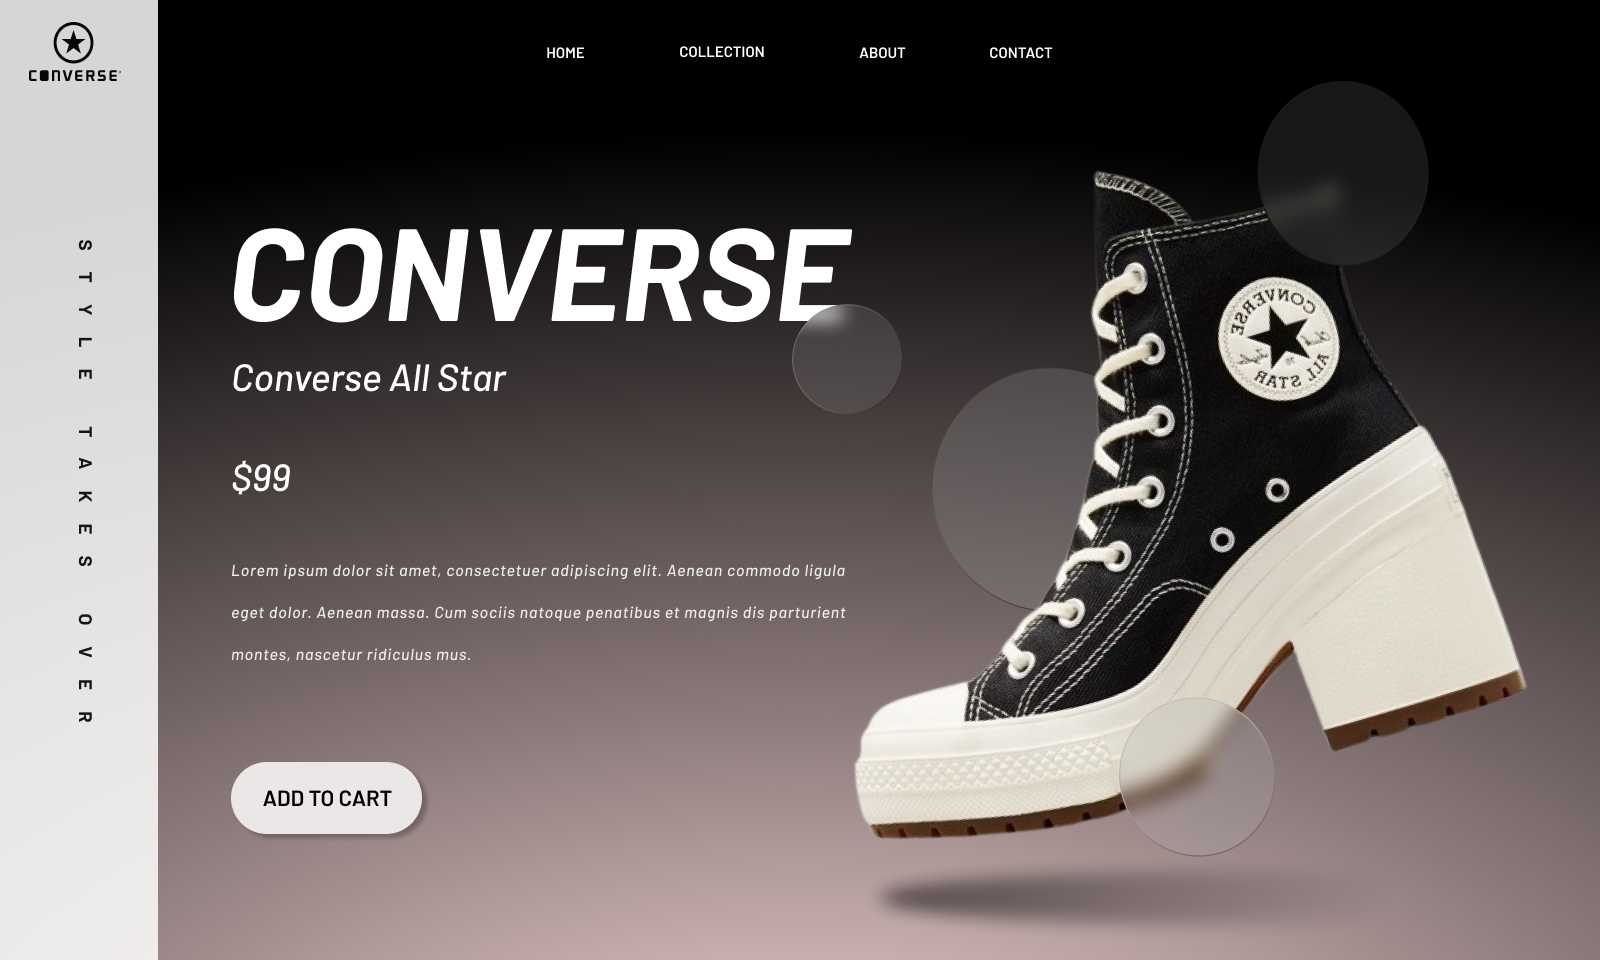 CONVERSE
HOME COLLECTION ABOUT CONTACT
STYLE TAKES OVER
CONVERSE
Converse All Star
$99
Lorem ipsum dolor sit amet, consectetuer adipiscing elit. Aenean commodo ligula
eget dolor. Aenean massa. Cum sociis natoque penatibus et magnis dis parturient
montes, nascetur ridiculus mus.
ADD TO CART
CONVERSE
ALL STAR